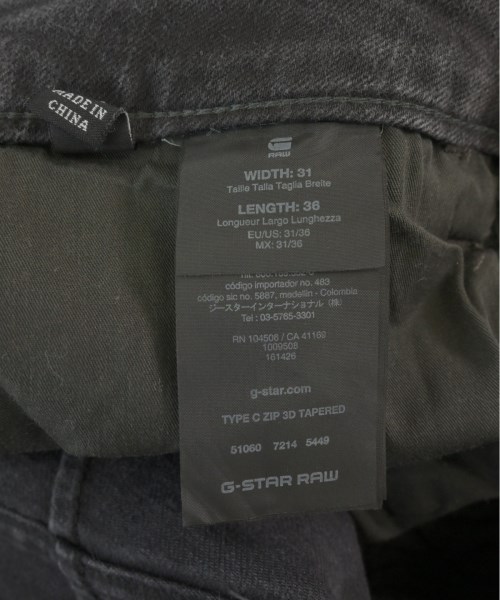 MADE IN
CHINA
G
RAW
WIDTH: 31
Taille Talla Taglia Breite
LENGTH: 36
Longueur Largo Lunghezza
EU/US: 31/36
MX: 31/36
código importador no. 483
código sic no. 5887, medellin - Colombia
ジースターインターナショナル(株)
Tel : 03-5765-3301
RN 104506 / CA 41162
1009508
161426
g-star.com
TYPE C ZIP 3D TAPERED
51060 7214 5449
G-STAR RAW